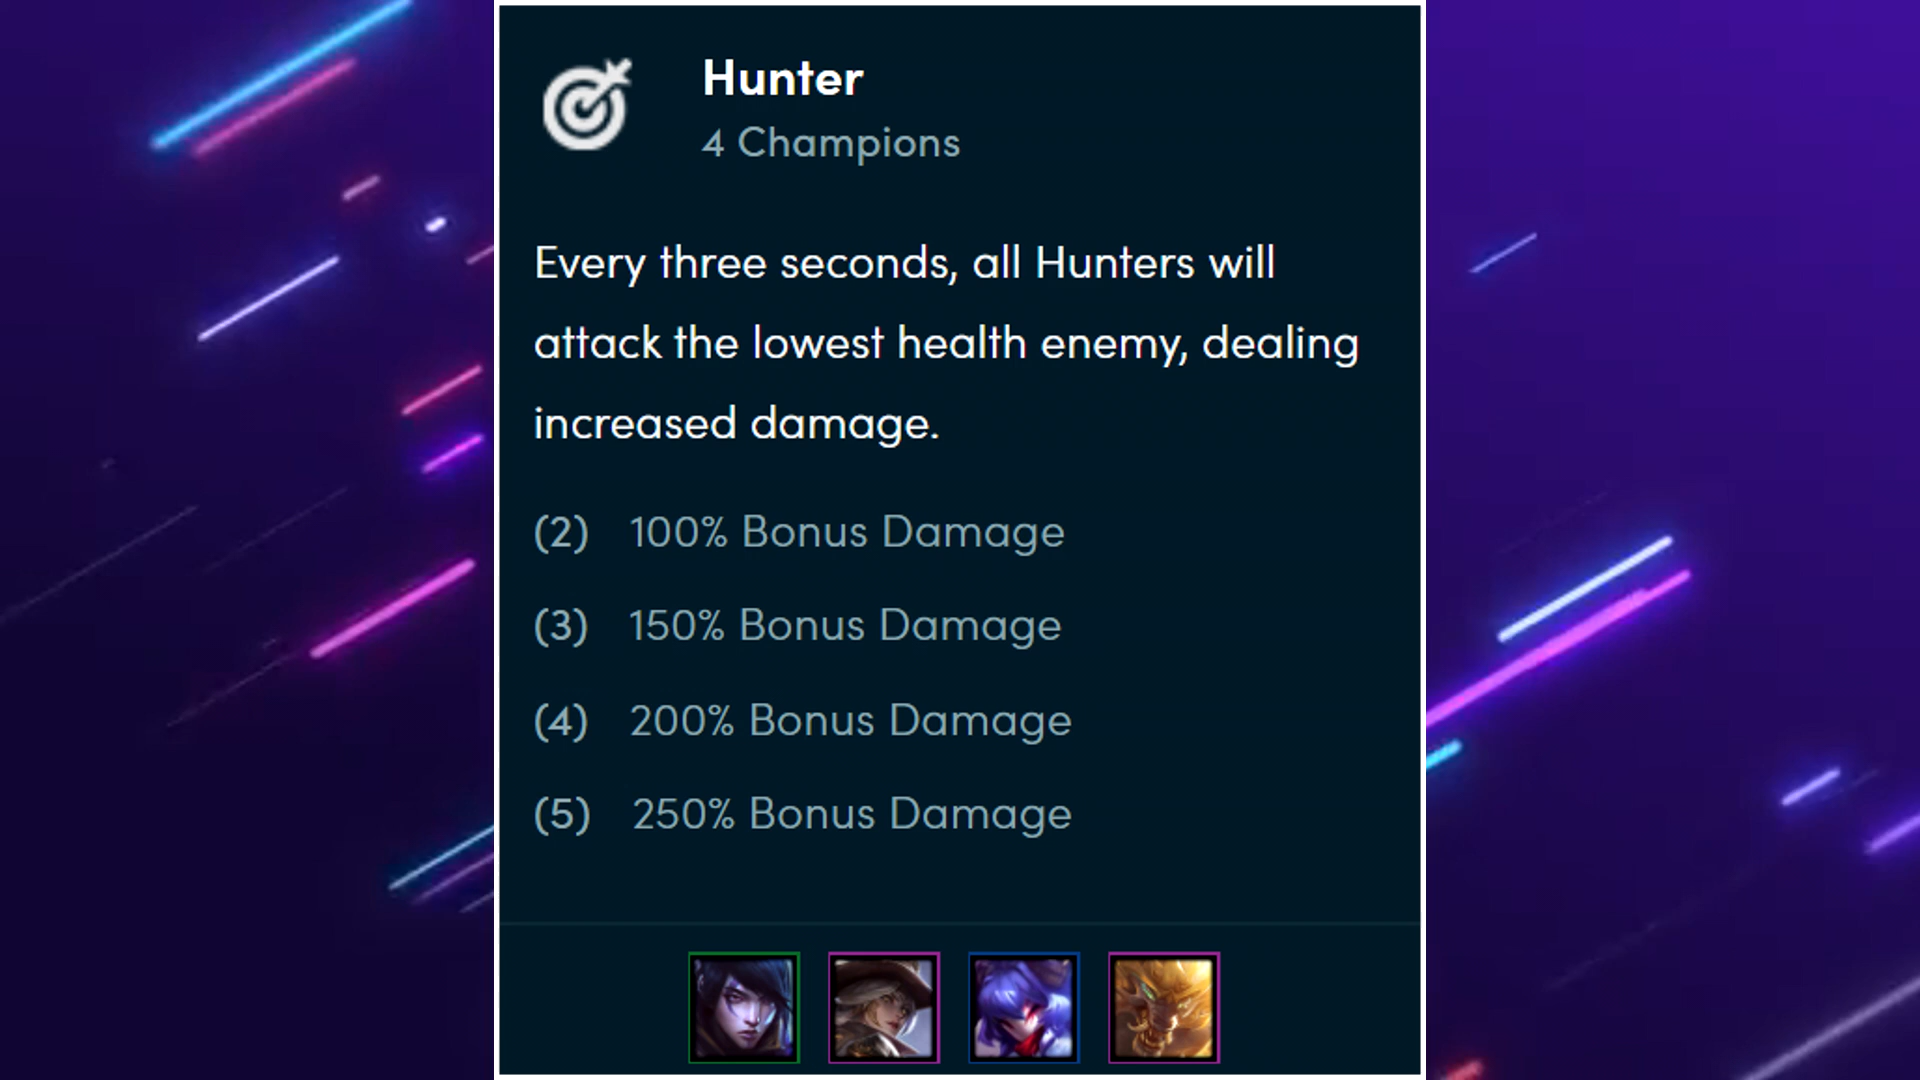 Hunter
4 Champions
Every three seconds, all Hunters will
attack the lowest health enemy, dealing
increased damage.
(2) 100% Bonus Damage
(3) 150% Bonus Damage
(4) 200% Bonus Damage
(5) 250% Bonus Damage